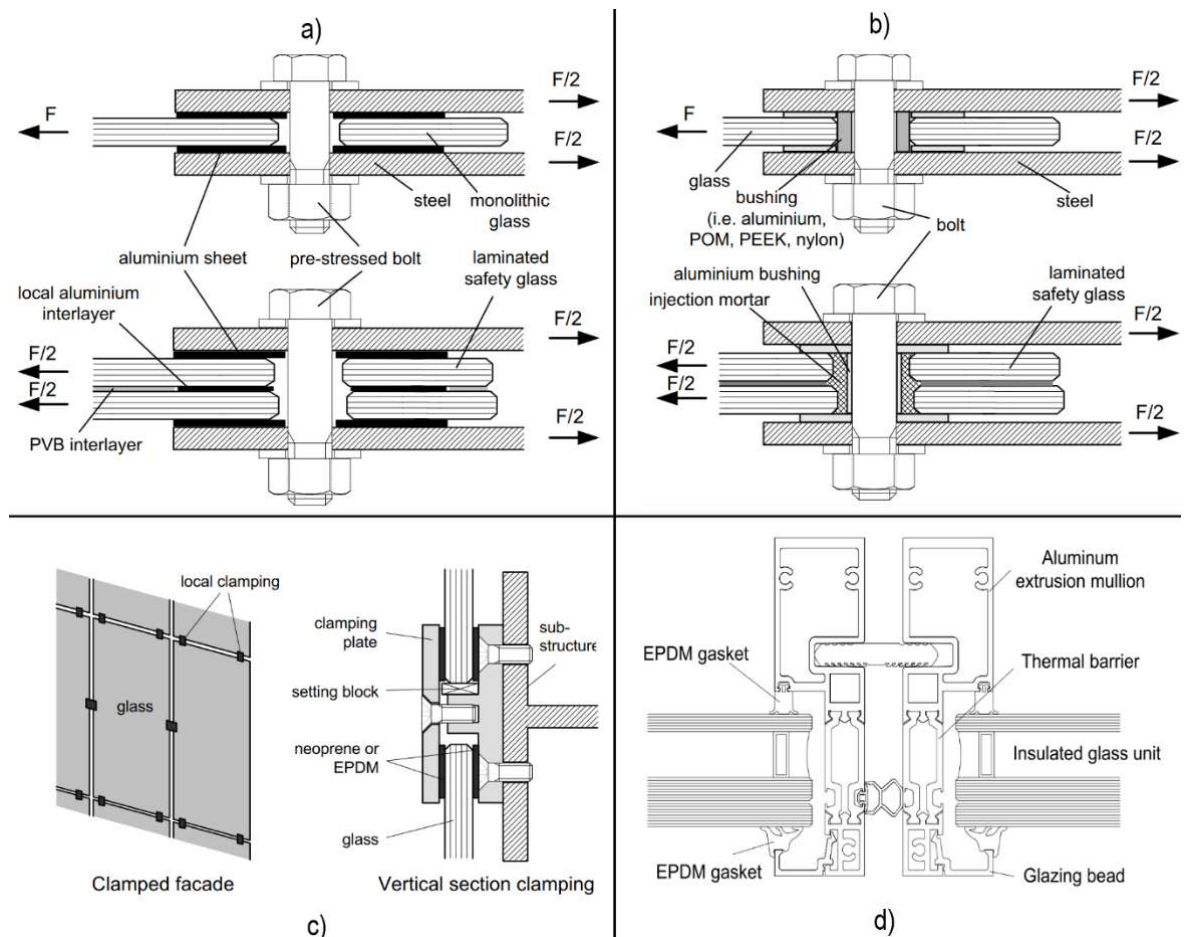 a)
F
F/2
F/2
steel
monolithic
glass
aluminium sheet
pre-stressed bolt
laminated
safety glass
local aluminium
interlayer
F/2
F/2
F/2
F/2
PVB interlayer
b)
F
F/2
F/2
glass
bushing
(i.e. aluminium,
POM, PEEK, nylon)
steel
bolt
aluminium bushing
injection mortar
laminated
safety glass
F/2
F/2
F/2
F/2
local clamping
glass
Clamped facade
clamping
plate
sub-
structure
setting block
neoprene or
EPDM
glass
Vertical section clamping
c)
Aluminum
extrusion mullion
EPDM gasket
Thermal barrier
Insulated glass unit
EPDM gasket
Glazing bead
d)